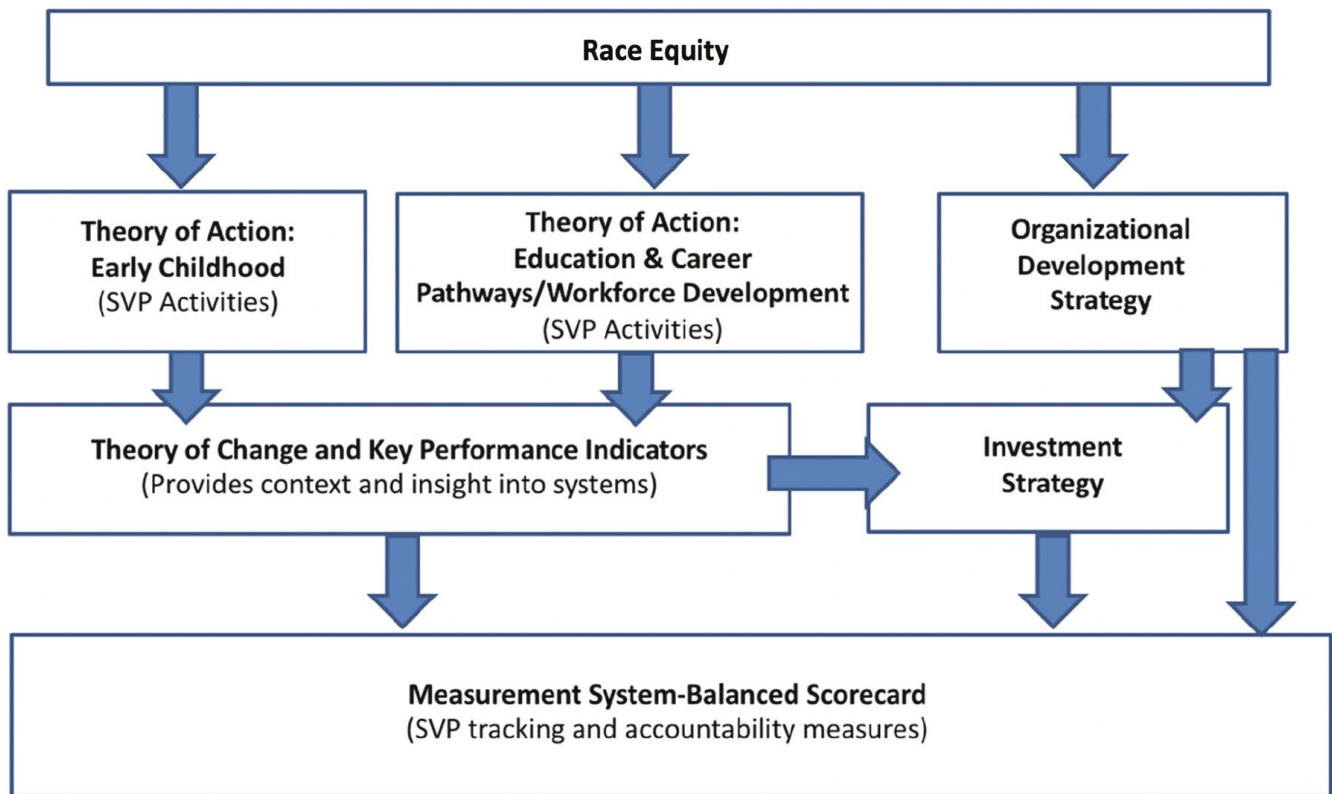 Race Equity
Theory of Action:
Early Childhood
(SVP Activities)
Theory of Action:
Education & Career
Pathways/Workforce Development
(SVP Activities)
Organizational
Development
Strategy
Theory of Change and Key Performance Indicators
(Provides context and insight into systems)
Investment
Strategy
Measurement System-Balanced Scorecard
(SVP tracking and accountability measures)